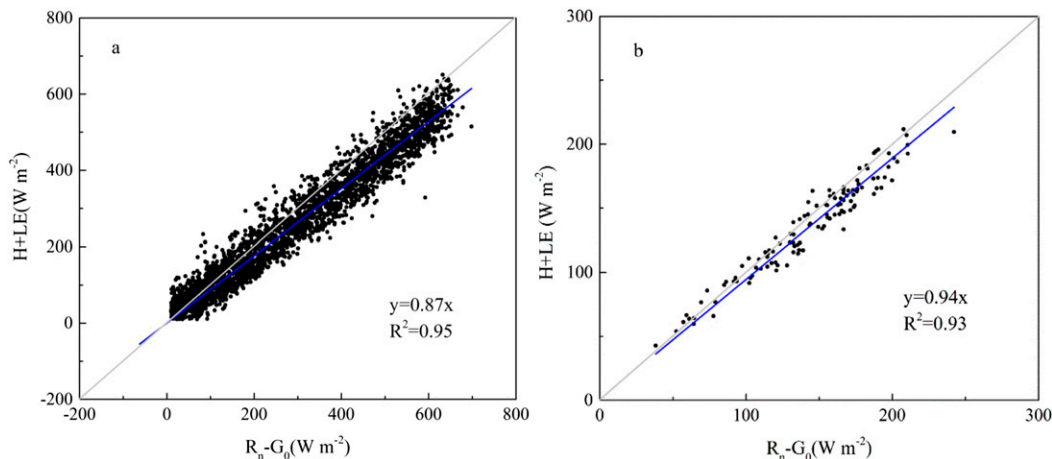 a
800
600
400
200
0
-200
H+LE(W m⁻²)
y=0.87x
R²=0.95
-200 0 200 400 600 800
Rₙ-G₀(W m⁻²)
b
300
200
100
0
H+LE (W m⁻²)
y=0.94x
R²=0.93
0 100 200 300
Rₙ-G₀(W m⁻²)